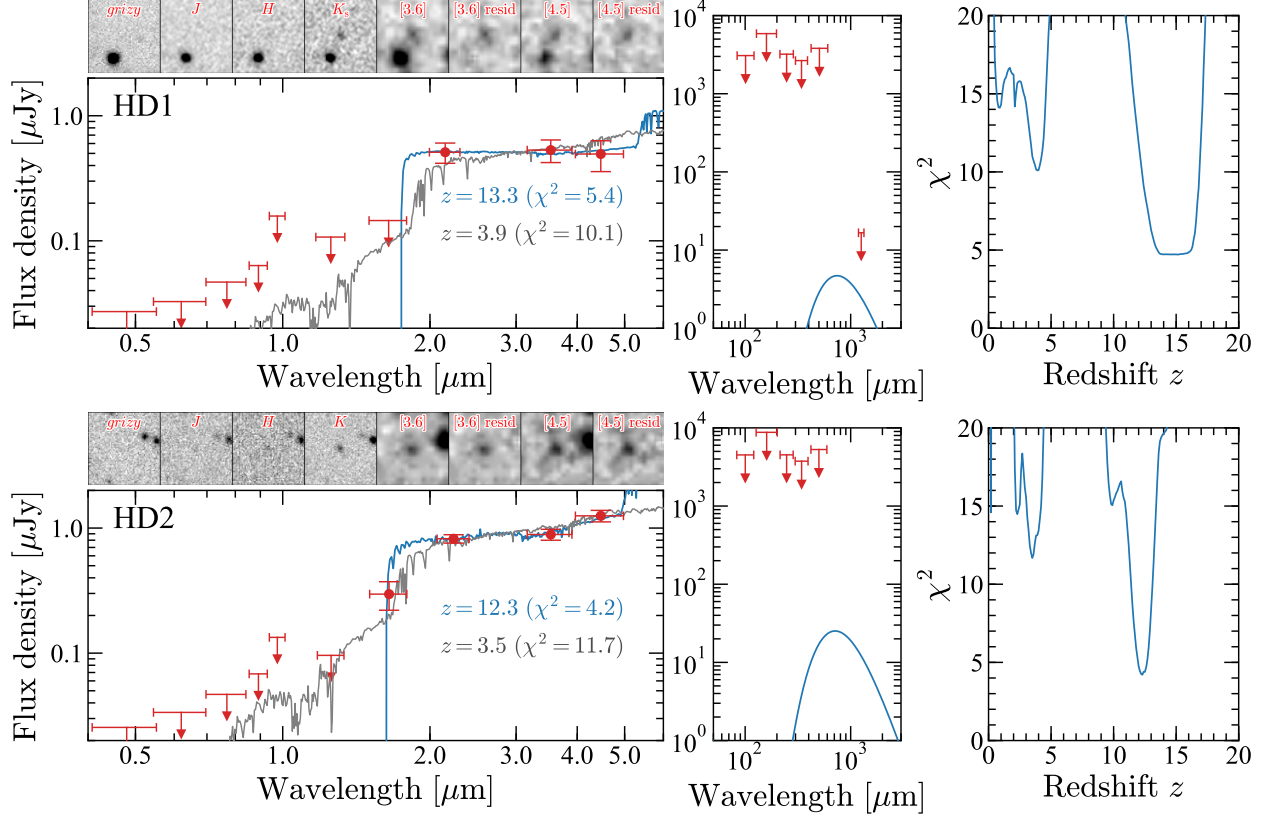 grizy J H Ks [3.6] [3.6] resid [4.5] [4.5] resid
HD1
z = 13.3 (χ² = 5.4)
z = 3.9 (χ² = 10.1)
Flux density [μJy]
1.0
0.1
0.5 1.0 2.0 3.0 4.0 5.0
Wavelength [μm]
10⁴
10³
10²
10¹
10⁰
10² 10³
Wavelength [μm]
χ²
20
15
10
5
0
0 5 10 15 20
Redshift z
grizy J H K [3.6] [3.6] resid [4.5] [4.5] resid
HD2
z = 12.3 (χ² = 4.2)
z = 3.5 (χ² = 11.7)
Flux density [μJy]
1.0
0.1
0.5 1.0 2.0 3.0 4.0 5.0
Wavelength [μm]
10⁴
10³
10²
10¹
10⁰
10² 10³
Wavelength [μm]
χ²
20
15
10
5
0
0 5 10 15 20
Redshift z